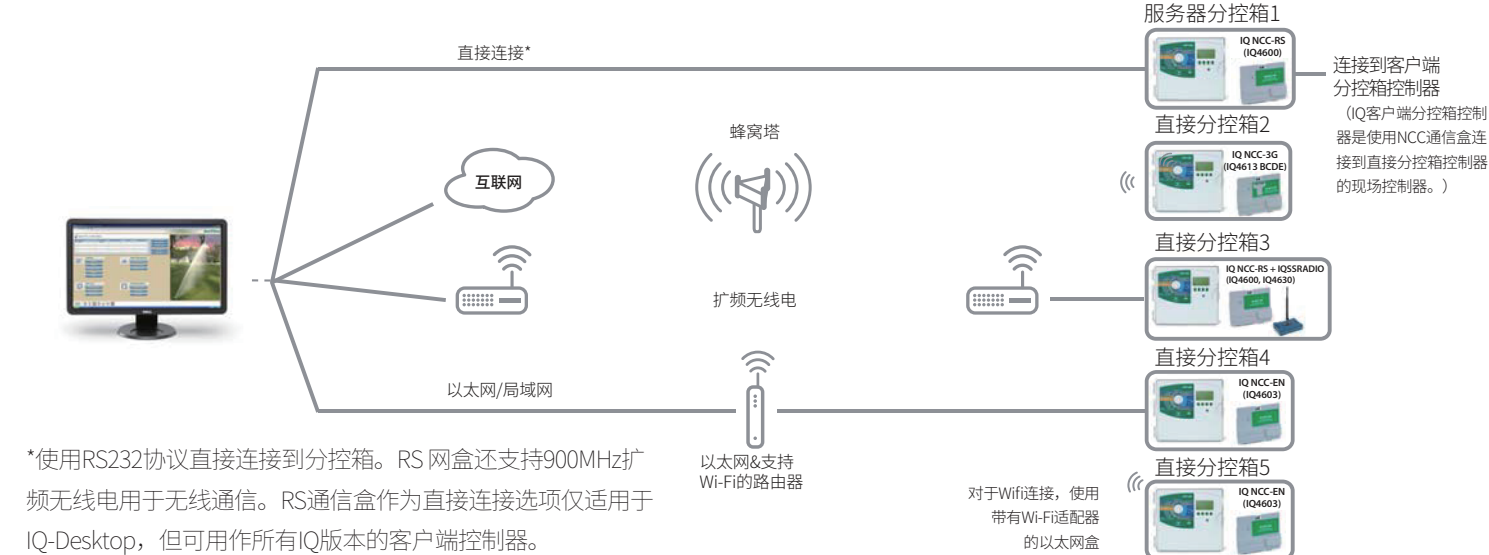 服务器分控箱1
直接连接*
IQ NCC-RS
(IQ4600)
连接到客户端
分控箱控制器
（IQ客户端分控箱控制
器是使用NCC通信盒连
接到直接分控箱控制器
的现场控制器。）
蜂窝塔
直接分控箱2
互联网
IQ NCC-3G
(IQ4613 BCDE)
直接分控箱3
扩频无线电
IQ NCC-RS + IQSSRADIO
(IQ4600, IQ4630)
直接分控箱4
以太网/局域网
IQ NCC-EN
(IQ4603)
以太网&支持
Wi-Fi的路由器
直接分控箱5
对于Wifi连接，使用
带有Wi-Fi适配器
的以太网盒
IQ NCC-EN
(IQ4603)
*使用RS232协议直接连接到分控箱。RS 网盒还支持900MHz扩
频无线电用于无线通信。RS通信盒作为直接连接选项仅适用于
IQ-Desktop，但可用作所有IQ版本的客户端控制器。